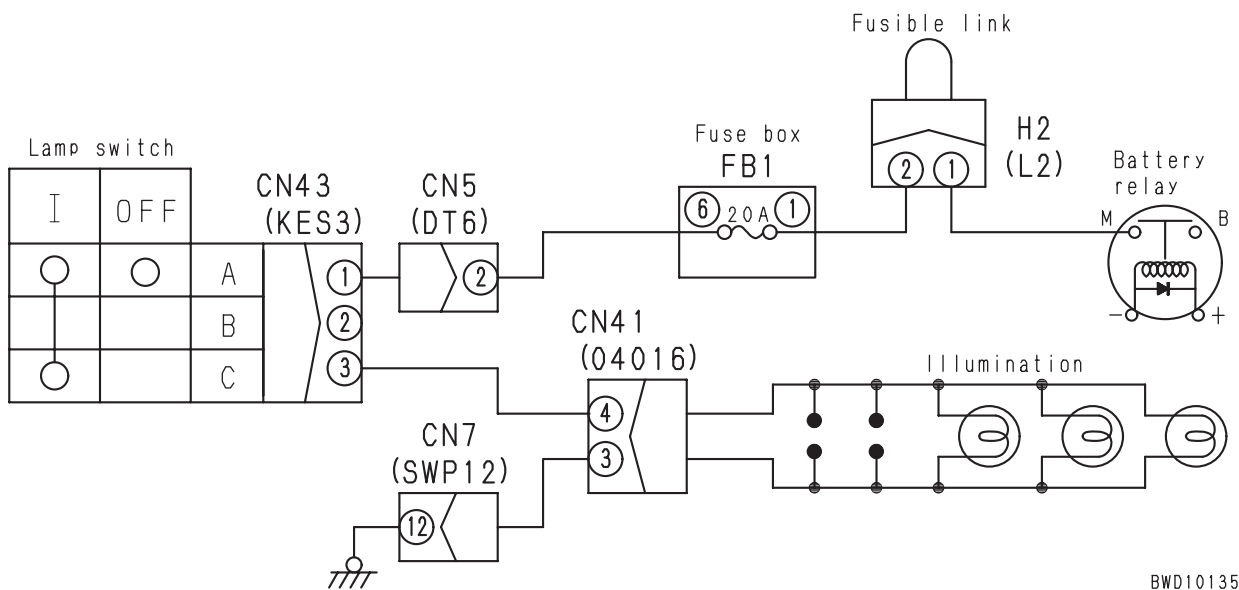 Fusible link
H2
(L2)
Fuse box
FB1
Battery
relay
Lamp switch
I OFF
CN43
(KES3)
CN5
(DT6)
2 1
6 20A 1
M B
A
B
C
1
2
3
2
- +
CN41
(04016)
Illumination
4
3
CN7
(SWP12)
12
BWD10135